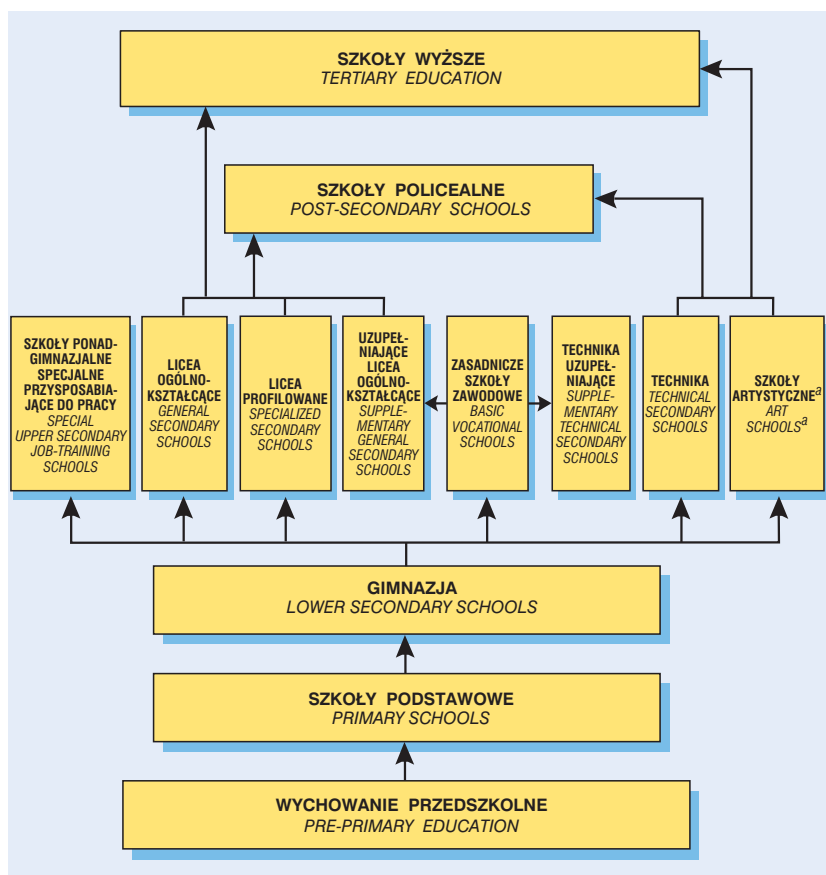 SZKOŁY WYŻSZE
TERTIARY EDUCATION
SZKOŁY POLICEALNE
POST-SECONDARY SCHOOLS
SZKOŁY PONAD-
GIMNAZJALNE
SPECJALNE
PRZYSPOSABIA-
JĄCE DO PRACY
SPECIAL
UPPER SECONDARY
JOB-TRAINING
SCHOOLS
LICEA
OGÓLNO-
KSZTAŁCĄCE
GENERAL
SECONDARY
SCHOOLS
LICEA
PROFILOWANE
SPECIALIZED
SECONDARY
SCHOOLS
UZUPEŁ-
NIAJĄCE
LICEA
OGÓLNO-
KSZTAŁCĄCE
SUPPLE-
MENTARY
GENERAL
SECONDARY
SCHOOLS
ZASADNICZE
SZKOŁY
ZAWODOWE
BASIC
VOCATIONAL
SCHOOLS
TECHNIKA
UZUPEŁ-
NIAJĄCE
SUPPLE-
MENTARY
TECHNICAL
SECONDARY
SCHOOLS
TECHNIKA
TECHNICAL
SECONDARY
SCHOOLS
SZKOŁY
ARTYSTYCZNE a
ART
SCHOOLS a
GIMNAZJA
LOWER SECONDARY SCHOOLS
SZKOŁY PODSTAWOWE
PRIMARY SCHOOLS
WYCHOWANIE PRZEDSZKOLNE
PRE-PRIMARY EDUCATION